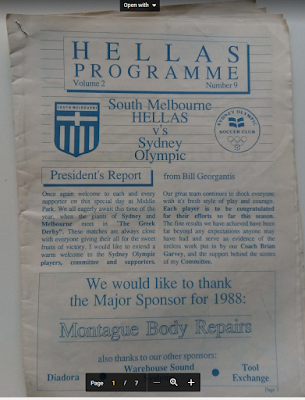 Open with
HELLAS
PROGRAMME
Volume 2
Number 9
SOUTH MELBOURNE
South Melbourne
HELLAS
v's
Sydney
Olympic
SYDNEY OLYMPIC
SOCCER CLUB
President's Report
from Bill Georgantis
Once again welcome to each and every
supporter on this special day at Middle
Park. We all eagerly await this time of the
year, when the giants of Sydney and
Melbourne meet in "The Greek
Derby". These matches are always close
with everyone giving their all for the sweet
fruits of victory. I would like to extend a
warm welcome to the Sydney Olympic
players, committee and supporters.
Our great team continues to shock everyone
with it's fresh style of play and courage.
Each player is to be congratulated
for their efforts so far this season.
The first results we have achieved have been
far beyond any expectations anyone may
have had and serve as evidence of the
tireless work put in by our Coach Brian
Garvey, and the support behind the scenes
of my Committee.
We would like to thank
the Major Sponsor for 1988:
Montague Body Repairs
also thanks to our other sponsors:
Warehouse Sound
Diadora
Tool
Exchange
Page 1 / 7